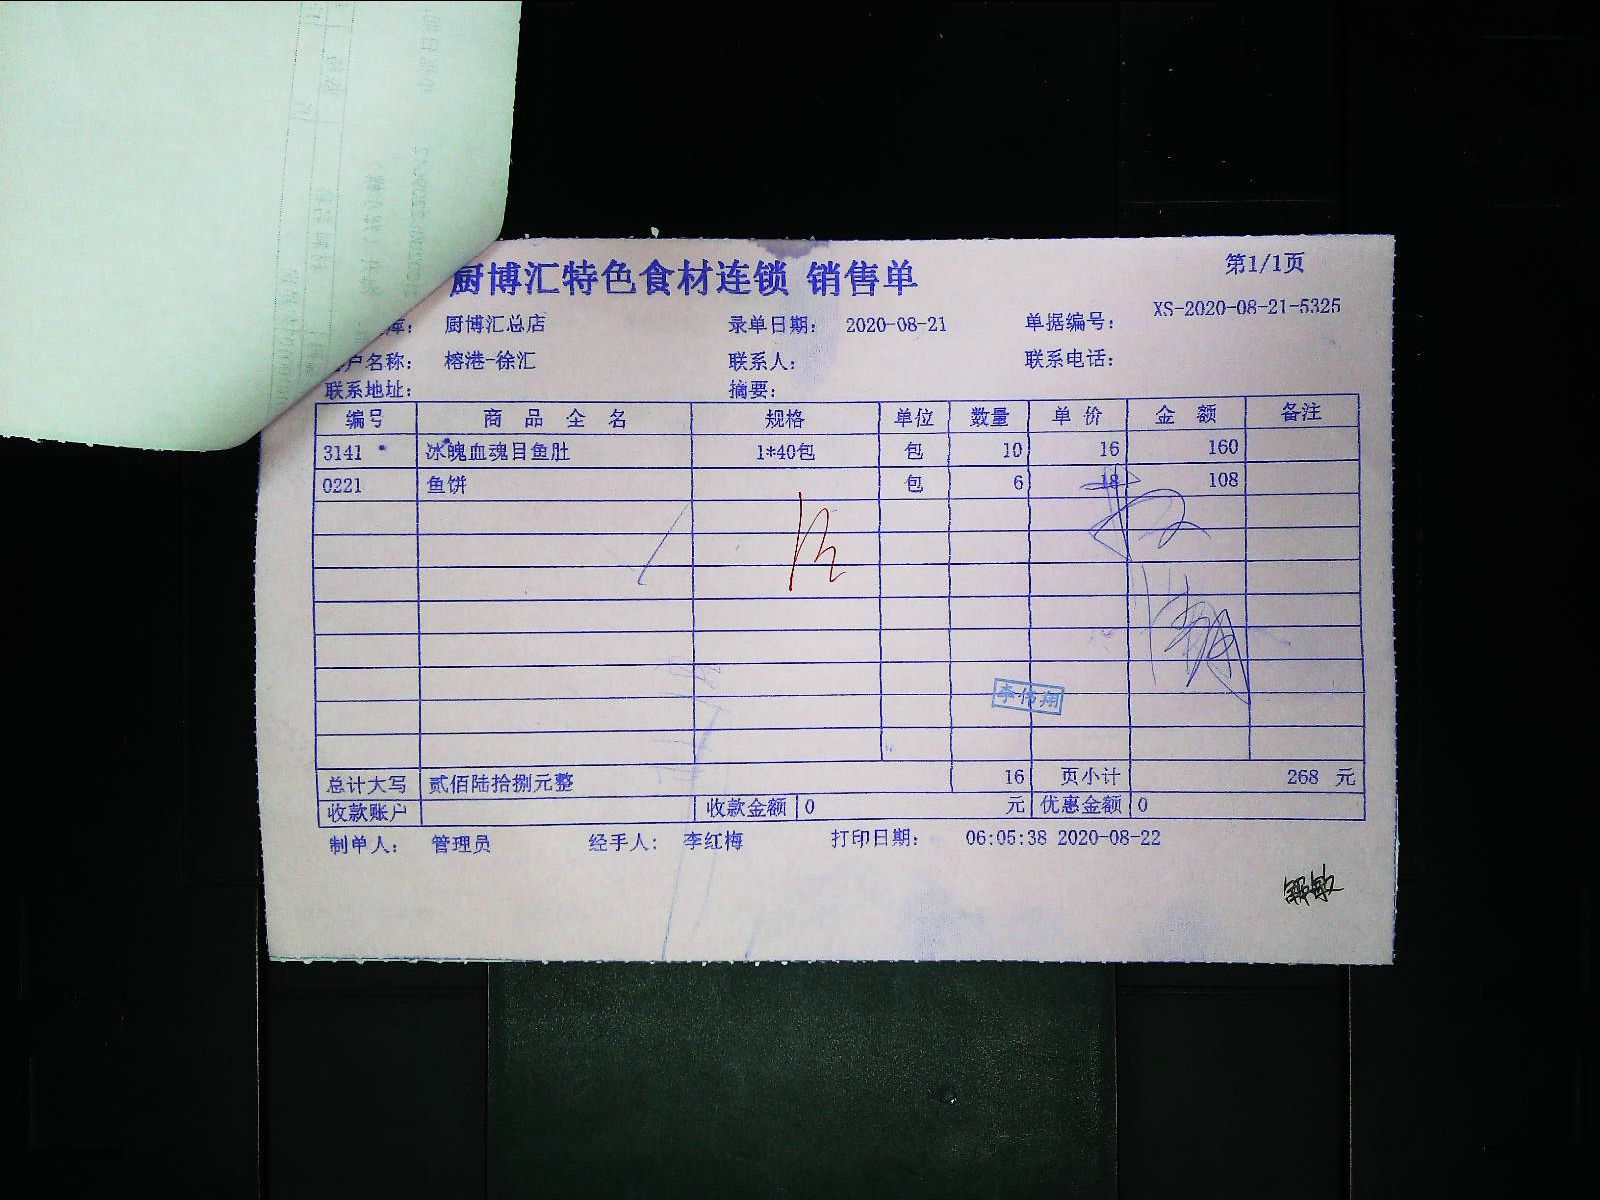 厨博汇特色食材连锁 销售单
第1/1页
库: 厨博汇总店 录单日期: 2020-08-21 单据编号: XS-2020-08-21-5325
户名称: 榕港-徐汇 联系人: 联系电话:
联系地址: 摘要:
编号 商品全名 规格 单位 数量 单价 金额 备注
3141 冰魄血魂目鱼肚 1*40包 包 10 16 160
0221 鱼饼 包 6 18 108
李伟翔
总计大写 贰佰陆拾捌元整 16 页小计 268 元
收款账户 收款金额 0 元 优惠金额 0
制单人: 管理员 经手人: 李红梅 打印日期: 06:05:38 2020-08-22